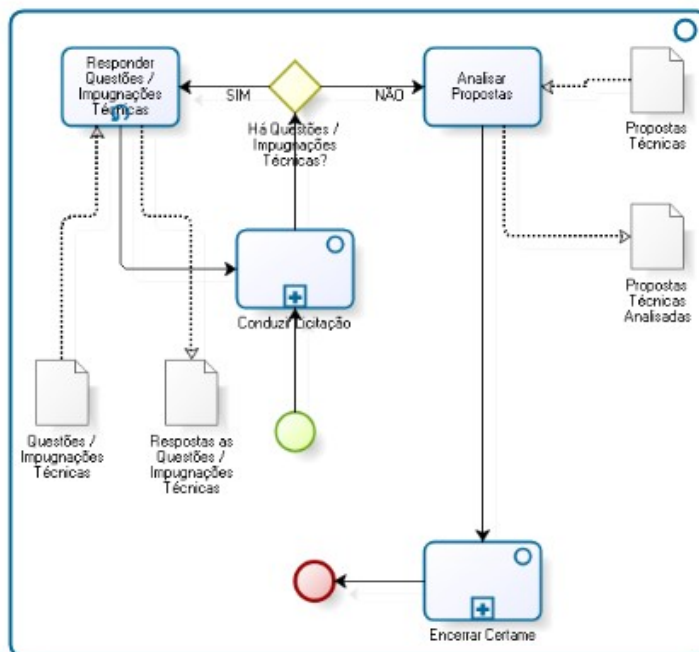 Responder
Questões /
Impugnações
Técnicas
SIM
NÃO
Há Questões /
Impugnações
Técnicas?
Analisar
Propostas
Propostas
Técnicas
Propostas
Técnicas
Analisadas
Conduzir Licitação
Questões /
Impugnações
Técnicas
Respostas as
Questões /
Impugnações
Técnicas
Encerrar Certame